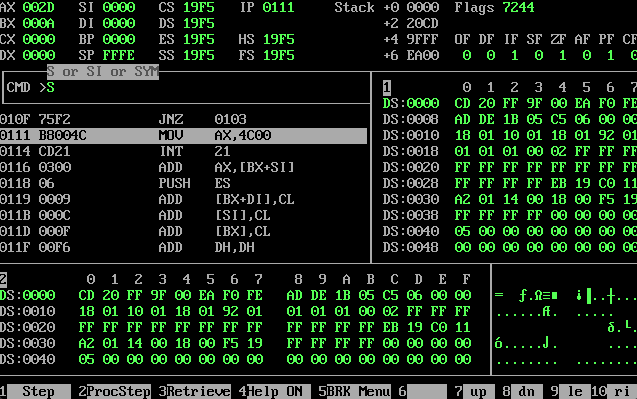 AX 002D SI 0000 CS 19F5 IP 0111 Stack +0 0000 Flags 7244
BX 000A DI 0000 DS 19F5 +2 20CD
CX 0000 BP 0000 ES 19F5 HS 19F5 +4 9FFF OF DF IF SF ZF AF PF CF
DX 0000 SP FFFE SS 19F5 FS 19F5 +6 EA00 0 0 1 0 1 0 1 0
S or SI or SYM
CMD >S
010F 75F2 JNZ 0103
0111 B8004C MOV AX,4C00
0114 CD21 INT 21
0116 0300 ADD AX,[BX+SI]
0118 06 PUSH ES
0119 0009 ADD [BX+DI],CL
011B 000C ADD [SI],CL
011D 000F ADD [BX],CL
011F 00F6 ADD DH,DH
1 0 1 2 3 4 5 6 7
DS:0000 CD 20 FF 9F 00 EA F0 FE
DS:0008 AD DE 1B 05 C5 06 00 00
DS:0010 18 01 10 01 18 01 92 01
DS:0018 01 01 01 00 02 FF FF FF
DS:0020 FF FF FF FF FF FF FF FF
DS:0028 FF FF FF FF EB 19 C0 11
DS:0030 A2 01 14 00 18 00 F5 19
DS:0038 FF FF FF FF 00 00 00 00
DS:0040 05 00 00 00 00 00 00 00
DS:0048 00 00 00 00 00 00 00 00
2 0 1 2 3 4 5 6 7 8 9 A B C D E F
DS:0000 CD 20 FF 9F 00 EA F0 FE AD DE 1B 05 C5 06 00 00 = ƒ.Ω≡■ ¡▐..┼
DS:0010 18 01 10 01 18 01 92 01 01 01 01 00 02 FF FF FF ......Æ.
DS:0020 FF FF FF FF FF FF FF FF FF FF FF FF EB 19 C0 11 δ.└.
DS:0030 A2 01 14 00 18 00 F5 19 FF FF FF FF 00 00 00 00 ó.....⌡. ....
DS:0040 05 00 00 00 00 00 00 00 00 00 00 00 00 00 00 00 ........ ........
1 Step 2 ProcStep 3 Retrieve 4 Help ON 5 BRK Menu 6 7 up 8 dn 9 le 10 ri